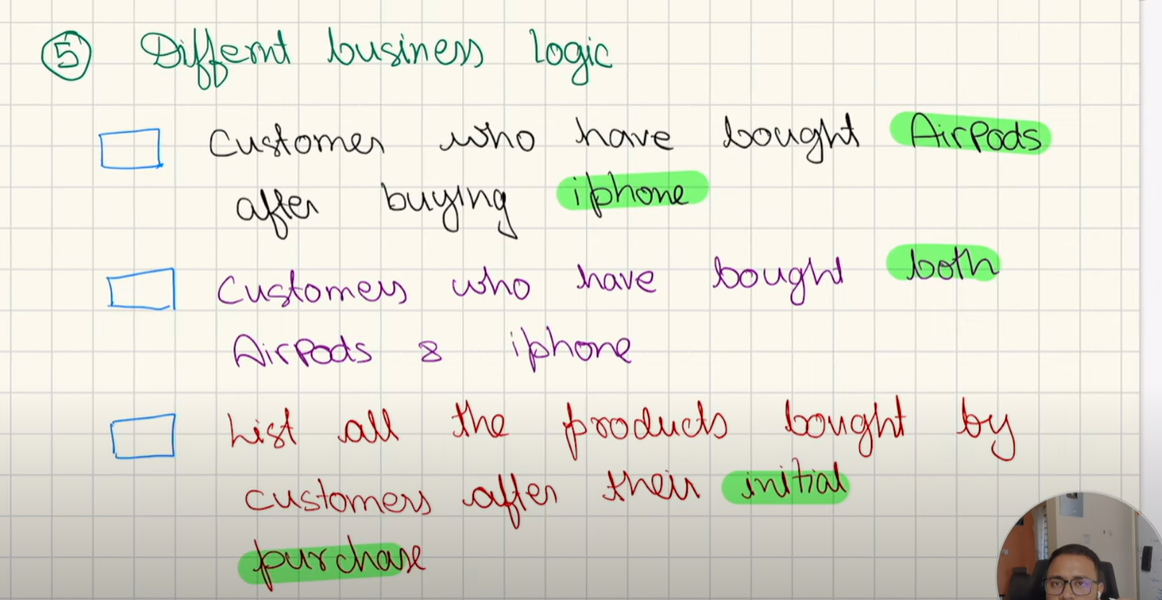 5 Differnt business logic
Customer who have bought AirPods
after buying iphone
Customers who have bought both
AirPods & iphone
List all the products bought by
customers after their initial
purchase